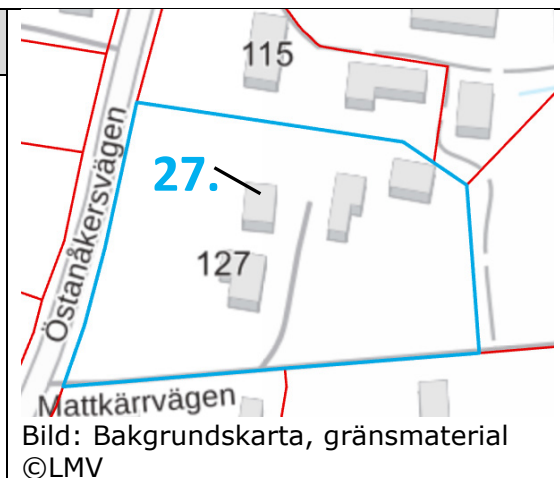 115
27.
Östanåkersvägen
127
Mattkärrvägen
Bild: Bakgrundskarta, gränsmaterial
©LMV